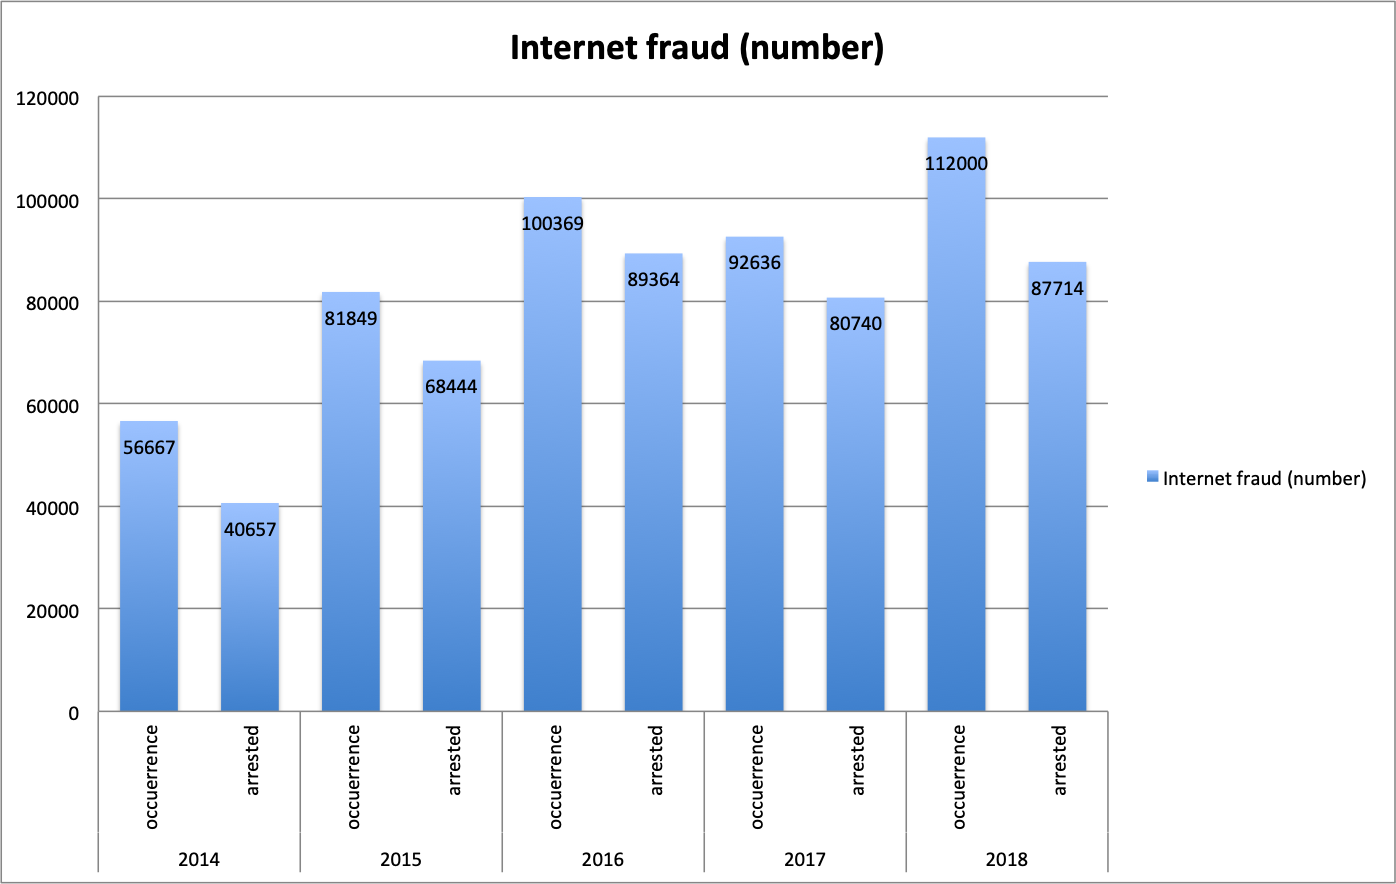 Internet fraud (number)
120000
100000
80000
60000
40000
20000
0
56667
40657
81849
68444
100369
89364
92636
80740
112000
87714
occuerrence
arrested
occuerrence
arrested
occuerrence
arrested
occuerrence
arrested
occuerrence
arrested
2014
2015
2016
2017
2018
Internet fraud (number)